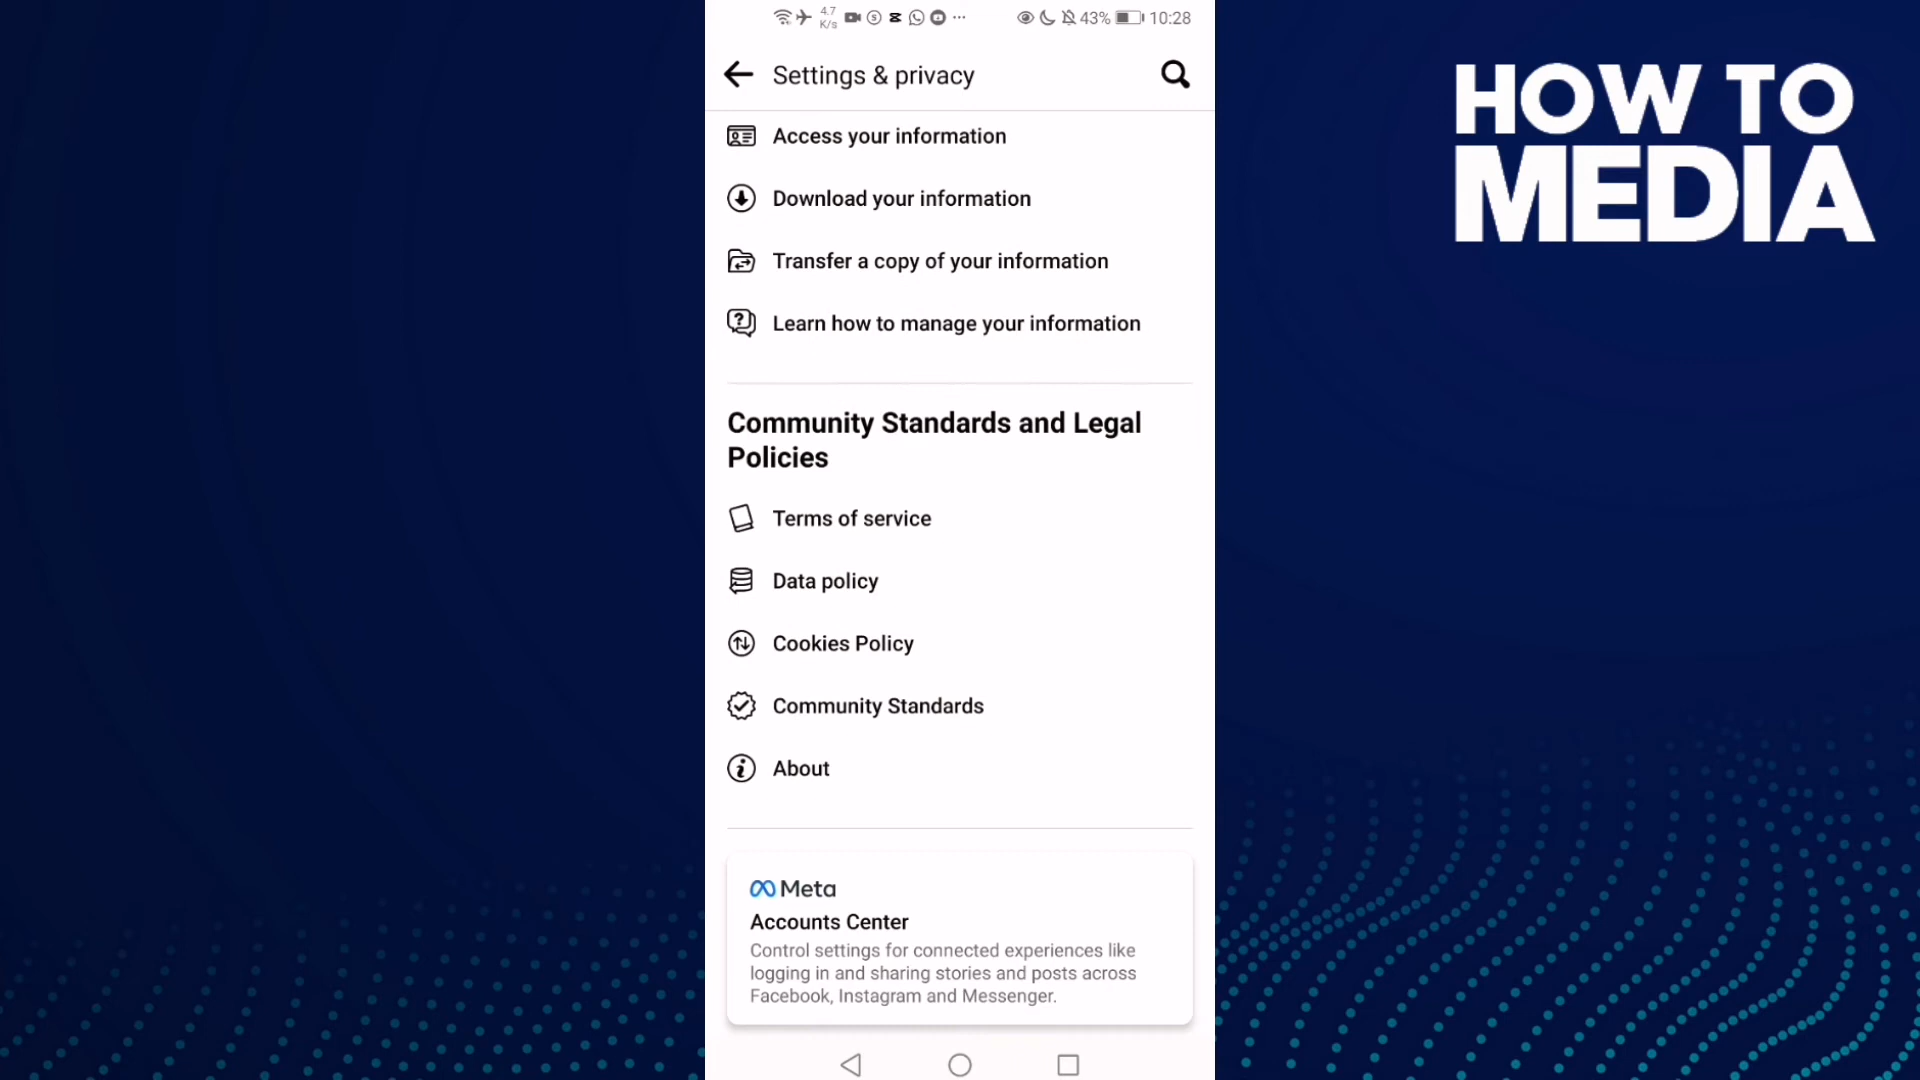 4.7
K/s
43%
10:28
Settings & privacy
HOW TO
MEDIA
Access your information
Download your information
Transfer a copy of your information
Learn how to manage your information
Community Standards and Legal
Policies
Terms of service
Data policy
Cookies Policy
Community Standards
About
Meta
Accounts Center
Control settings for connected experiences like
logging in and sharing stories and posts across
Facebook, Instagram and Messenger.